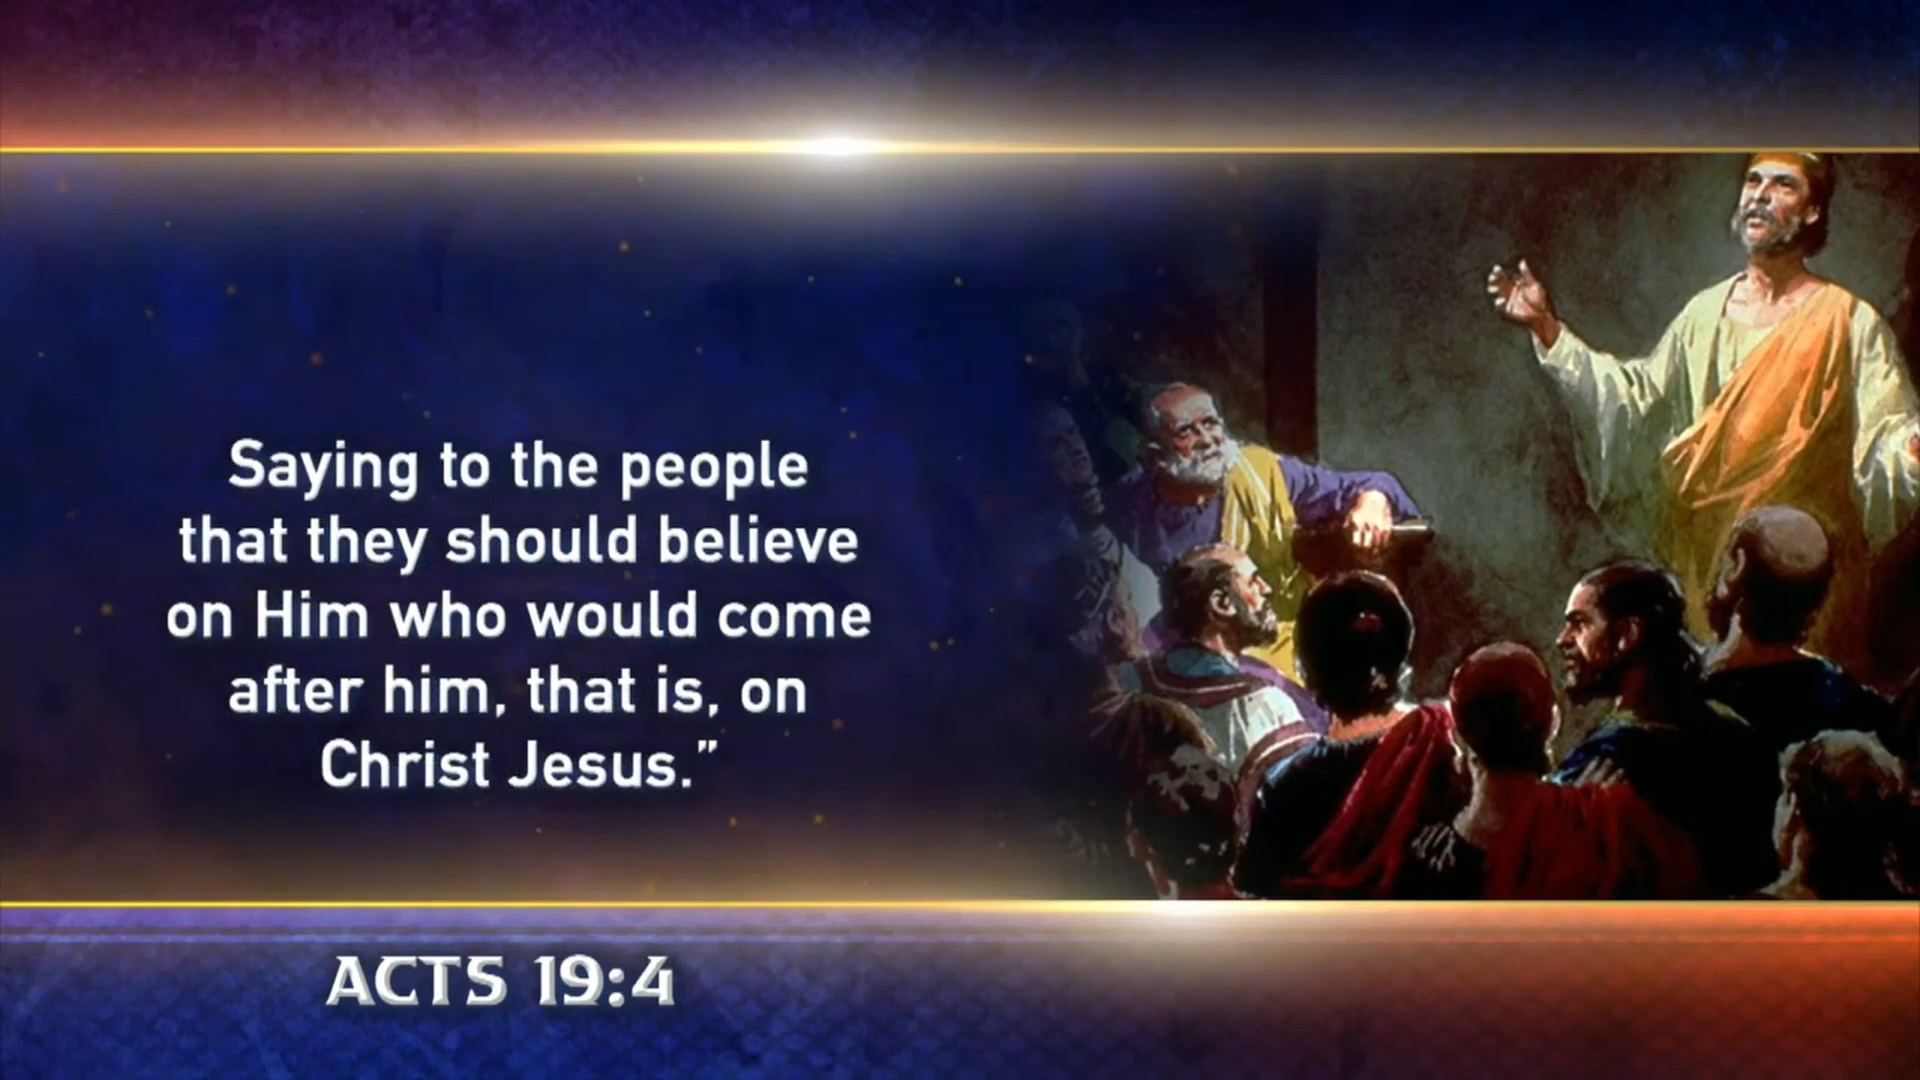 Saying to the people
that they should believe
on Him who would come
after him, that is, on
Christ Jesus.”
ACTS 19:4